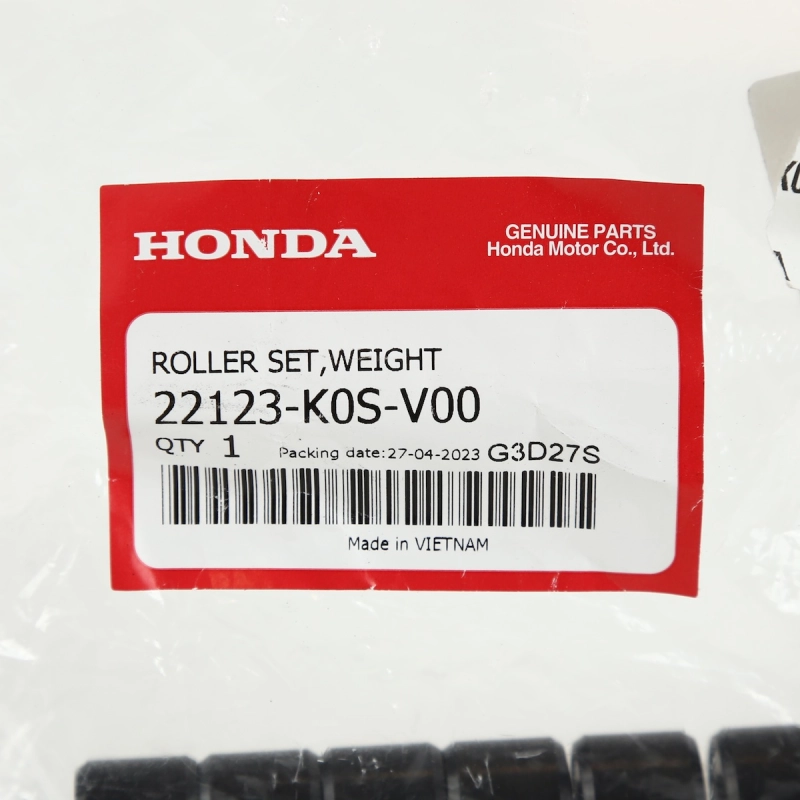 HONDA
GENUINE PARTS
Honda Motor Co., Ltd.
ROLLER SET,WEIGHT
22123-K0S-V00
QTY 1 Packing date:27-04-2023 G3D27S
Made in VIETNAM